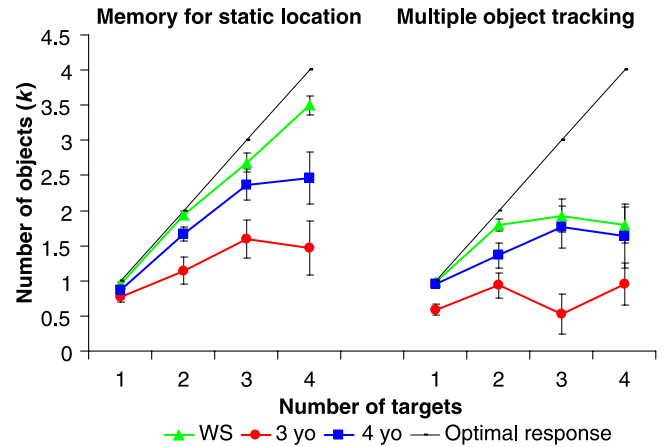 Memory for static location
Multiple object tracking
Number of objects (k)
4.5
4
3.5
3
2.5
2
1.5
1
0.5
0
1 2 3 4 1 2 3 4
Number of targets
WS 3 yo 4 yo Optimal response